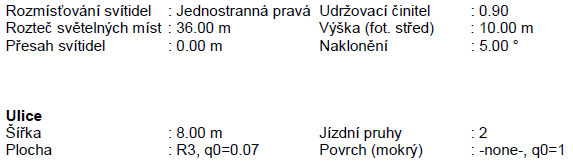 Rozmísťování svítidel : Jednostranná pravá Udržovací činitel : 0.90
Rozteč světelných míst : 36.00 m Výška (fot. střed) : 10.00 m
Přesah svítidel : 0.00 m Naklonění : 5.00 °
Ulice
Šířka : 8.00 m Jízdní pruhy : 2
Plocha : R3, q0=0.07 Povrch (mokrý) : -none-, q0=1